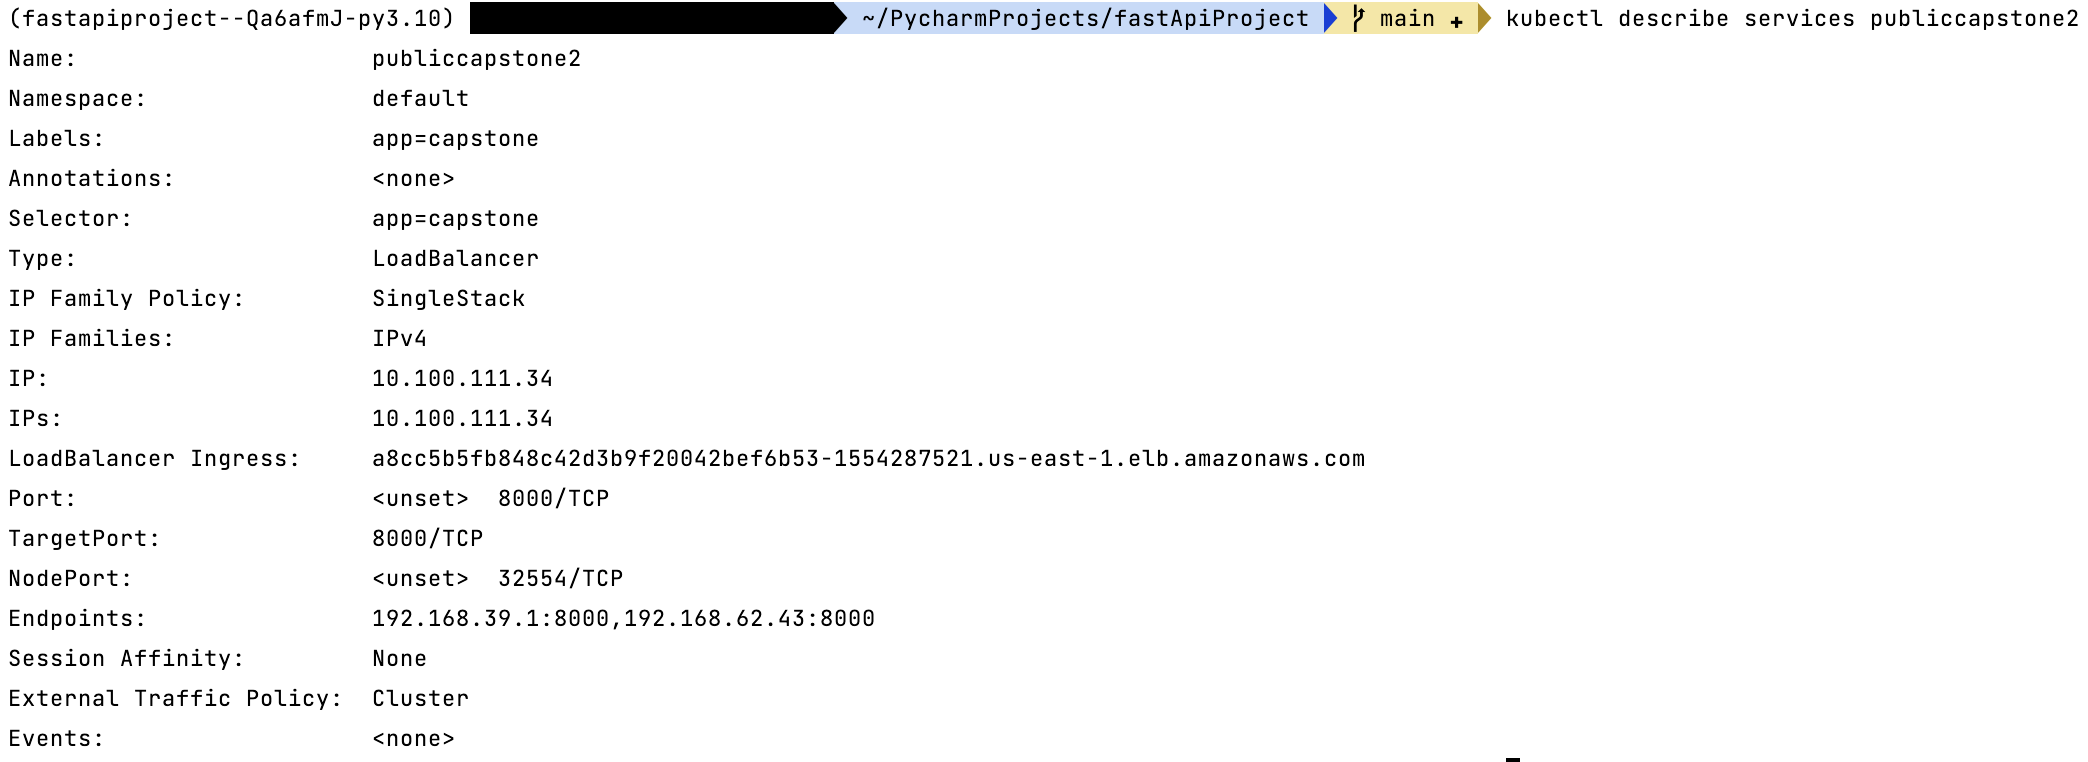 (fastapiproject--Qa6afmJ-py3.10) ~/PycharmProjects/fastApiProject main + kubectl describe services publiccapstone2
Name: publiccapstone2
Namespace: default
Labels: app=capstone
Annotations: <none>
Selector: app=capstone
Type: LoadBalancer
IP Family Policy: SingleStack
IP Families: IPv4
IP: 10.100.111.34
IPs: 10.100.111.34
LoadBalancer Ingress: a8cc5b5fb848c42d3b9f20042bef6b53-1554287521.us-east-1.elb.amazonaws.com
Port: <unset> 8000/TCP
TargetPort: 8000/TCP
NodePort: <unset> 32554/TCP
Endpoints: 192.168.39.1:8000,192.168.62.43:8000
Session Affinity: None
External Traffic Policy: Cluster
Events: <none>